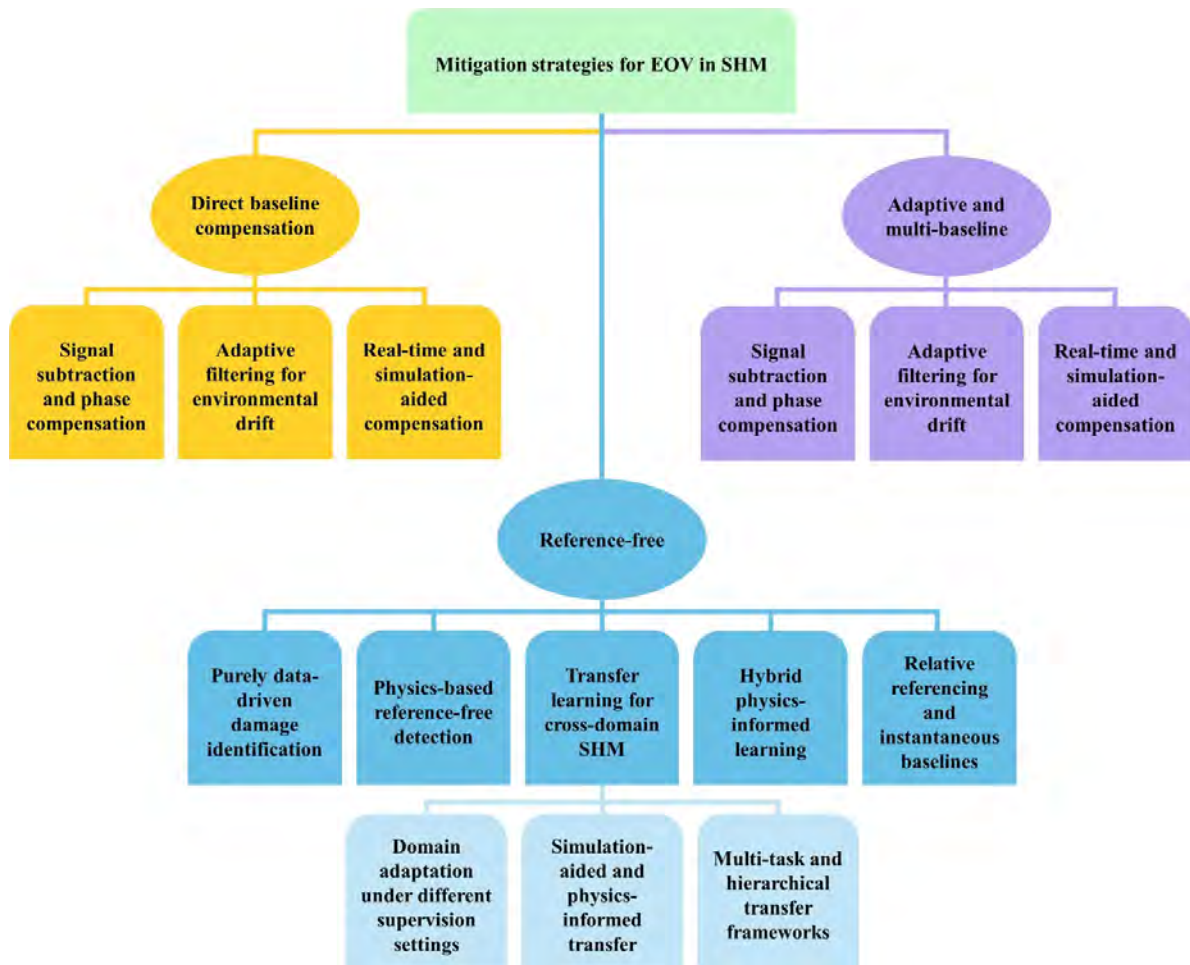 Mitigation strategies for EOV in SHM
Direct baseline
compensation
Adaptive and
multi-baseline
Signal
subtraction
and phase
compensation
Adaptive
filtering for
environmental
drift
Real-time and
simulation-
aided
compensation
Signal
subtraction
and phase
compensation
Adaptive
filtering for
environmental
drift
Real-time and
simulation-
aided
compensation
Reference-free
Purely data-
driven
damage
identification
Physics-based
reference-free
detection
Transfer
learning for
cross-domain
SHM
Hybrid
physics-
informed
learning
Relative
referencing
and
instantaneous
baselines
Domain
adaptation
under different
supervision
settings
Simulation-
aided and
physics-
informed
transfer
Multi-task and
hierarchical
transfer
frameworks